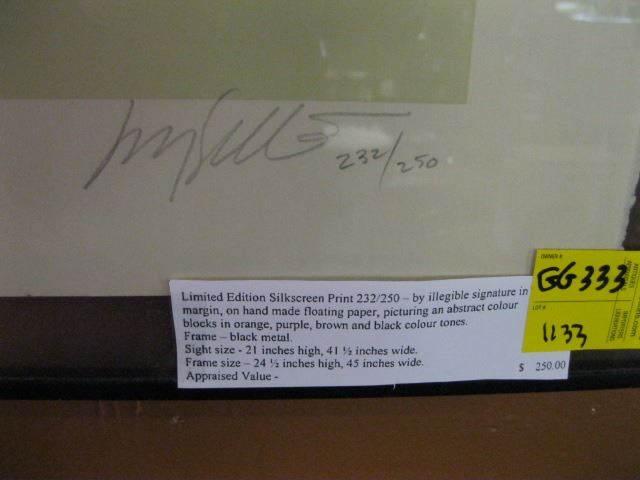 232/250
Limited Edition Silkscreen Print 232/250 – by illegible signature in
margin, on hand made floating paper, picturing an abstract colour
blocks in orange, purple, brown and black colour tones.
Frame – black metal.
Sight size - 21 inches high, 41 ½ inches wide.
Frame size – 24 ½ inches high, 45 inches wide.
Appraised Value - $ 250.00
OWNER #
GG333
LOT #
1133